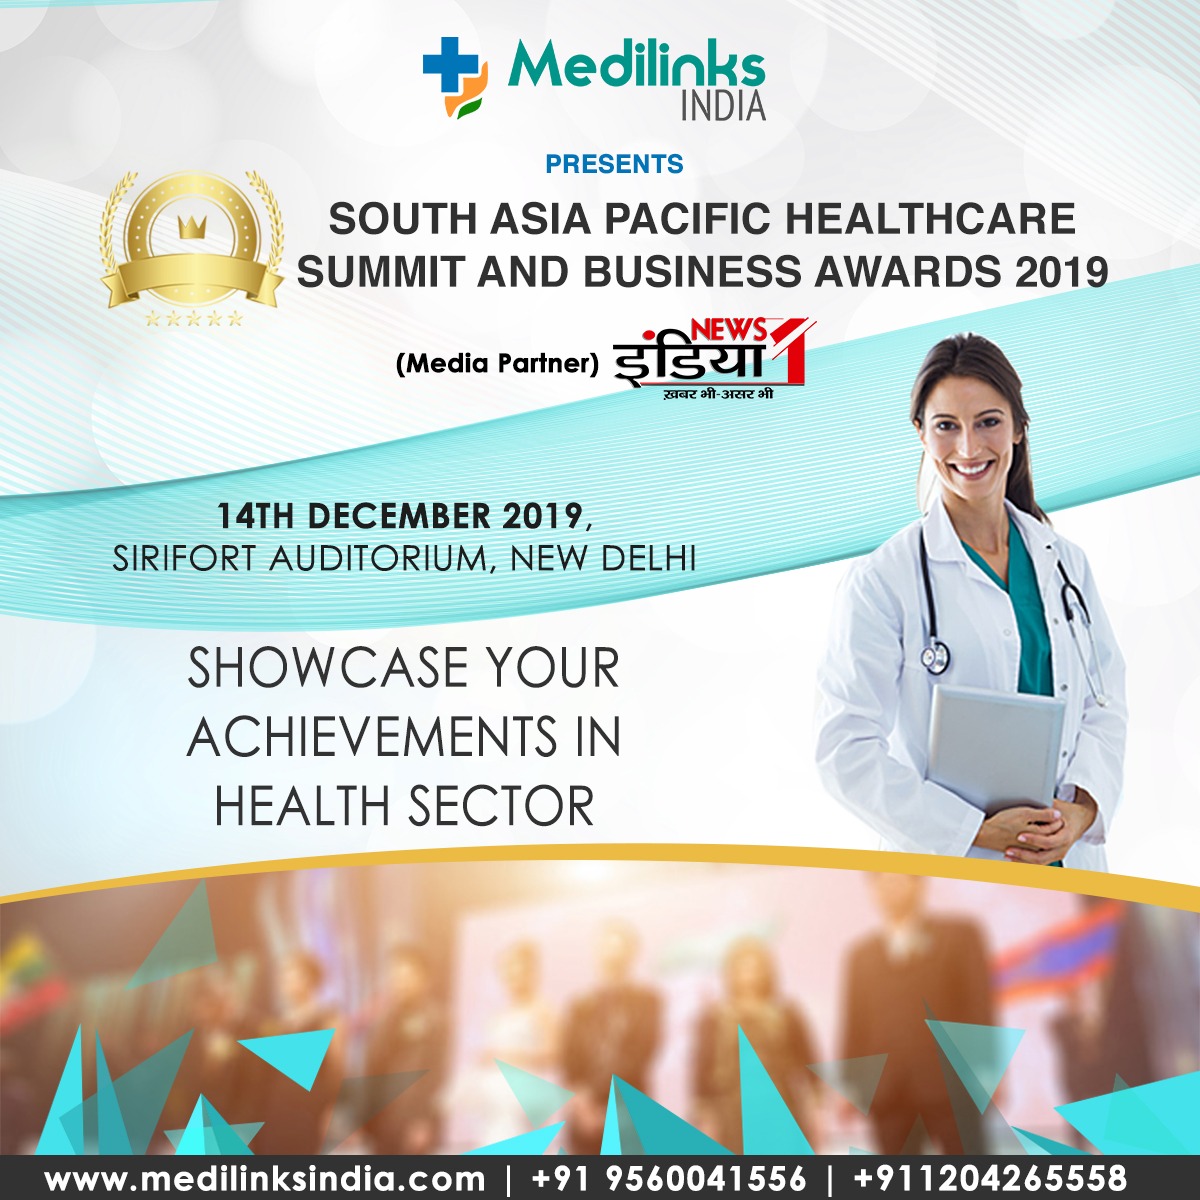 Medilinks
INDIA
PRESENTS
SOUTH ASIA PACIFIC HEALTHCARE
SUMMIT AND BUSINESS AWARDS 2019
(Media Partner) NEWS इंडिया 1
ख़बर भी-असर भी
14TH DECEMBER 2019,
SIRIFORT AUDITORIUM, NEW DELHI
SHOWCASE YOUR
ACHIEVEMENTS IN
HEALTH SECTOR
www.medilinksindia.com | +91 9560041556 | +911204265558